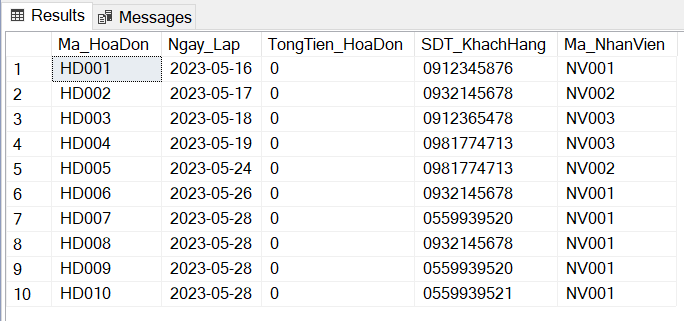 Results Messages
Ma_HoaDon Ngay_Lap TongTien_HoaDon SDT_KhachHang Ma_NhanVien
1 HD001 2023-05-16 0 0912345876 NV001
2 HD002 2023-05-17 0 0932145678 NV002
3 HD003 2023-05-18 0 0912365478 NV003
4 HD004 2023-05-19 0 0981774713 NV003
5 HD005 2023-05-24 0 0981774713 NV002
6 HD006 2023-05-26 0 0932145678 NV001
7 HD007 2023-05-28 0 0559939520 NV001
8 HD008 2023-05-28 0 0932145678 NV001
9 HD009 2023-05-28 0 0559939520 NV001
10 HD010 2023-05-28 0 0559939521 NV001